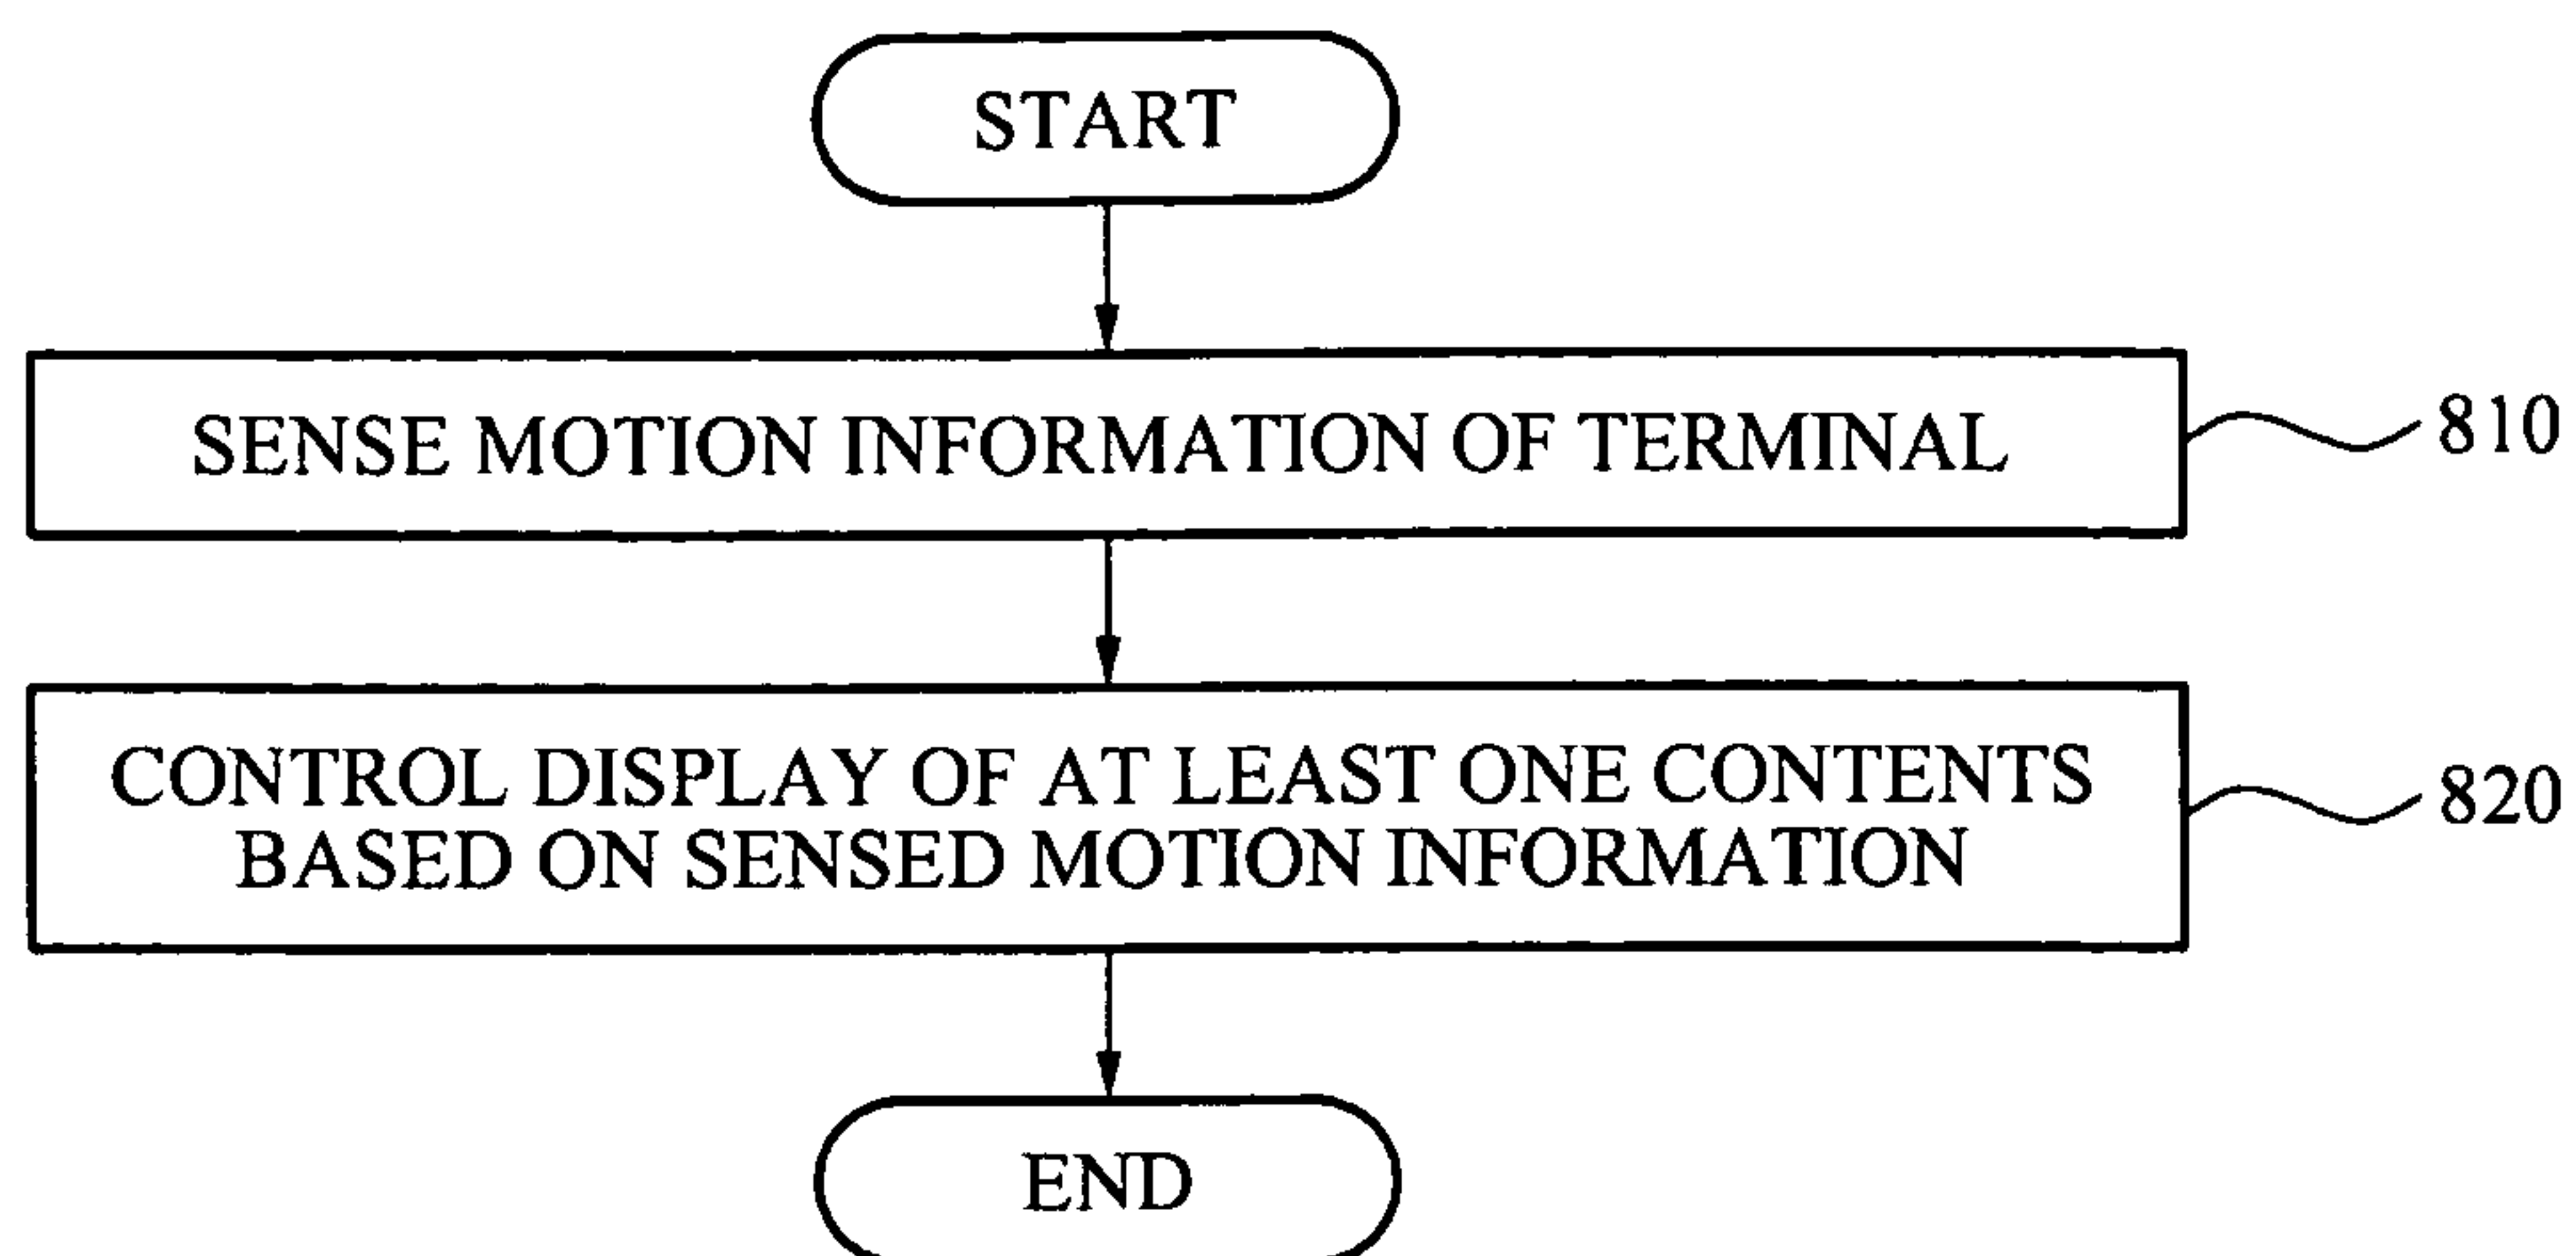 START
SENSE MOTION INFORMATION OF TERMINAL
810
CONTROL DISPLAY OF AT LEAST ONE CONTENTS
BASED ON SENSED MOTION INFORMATION
820
END